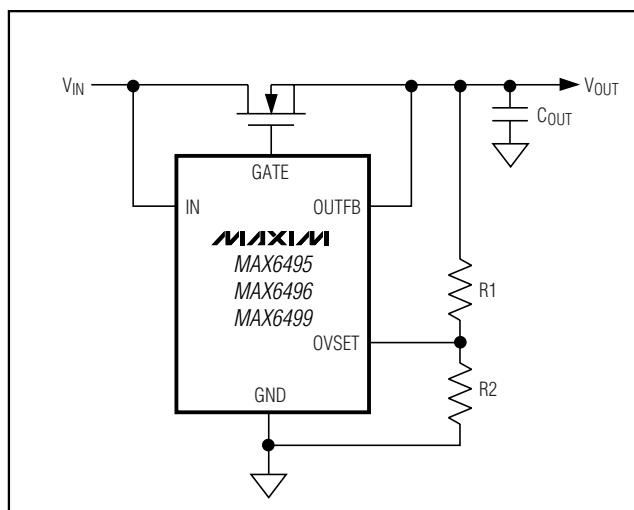 VIN
VOUT
COUT
GATE
IN
OUTFB
MAXIM
MAX6495
MAX6496
MAX6499
R1
OVSET
R2
GND